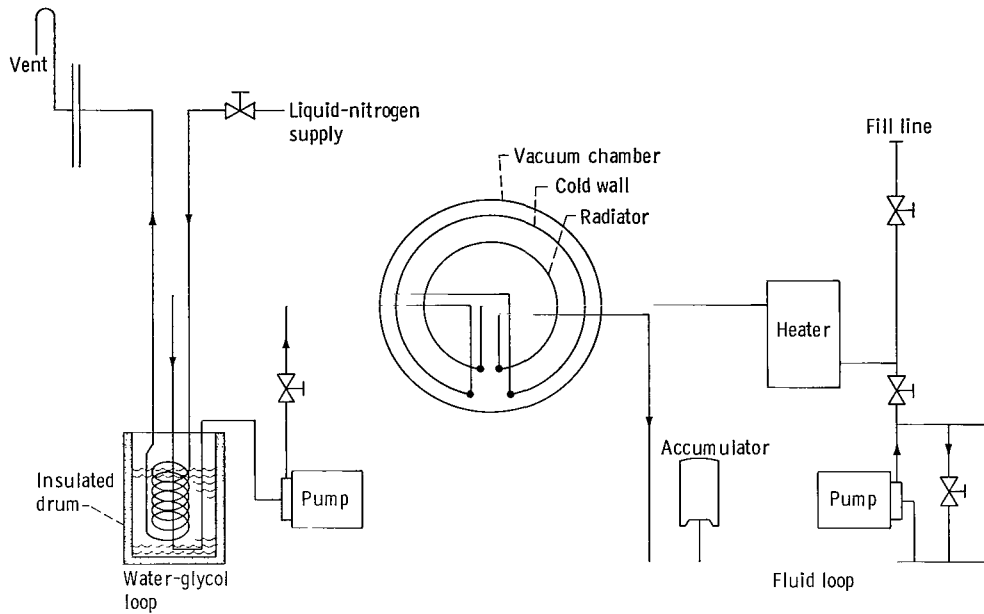 Vent
Liquid-nitrogen
supply
Vacuum chamber
Cold wall
Radiator
Fill line
Heater
Accumulator
Insulated
drum
Pump
Pump
Water-glycol
loop
Fluid loop